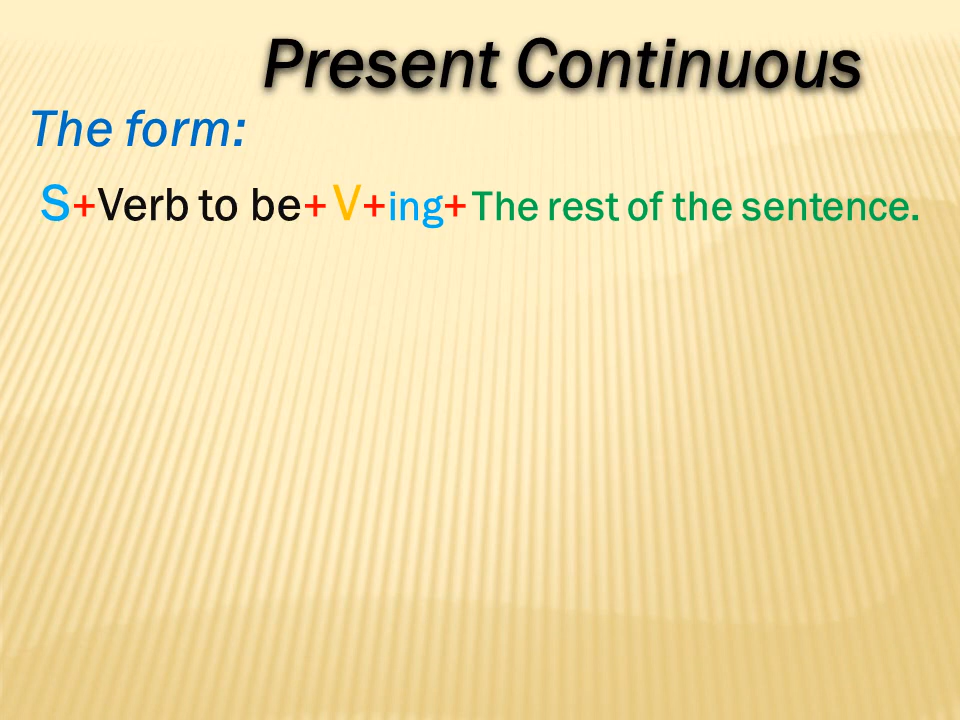 Present Continuous
The form:
S+Verb to be+ V+ing+ The rest of the sentence.